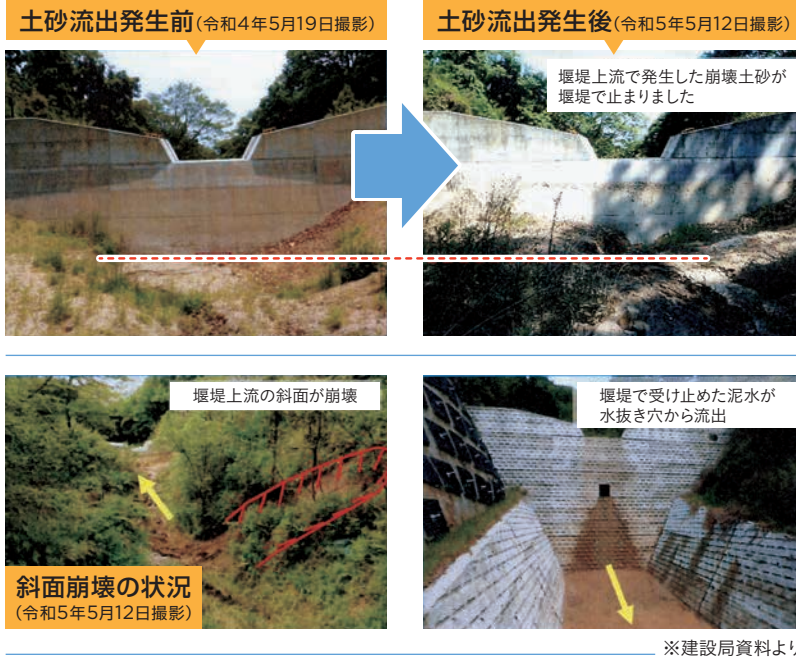 土砂流出発生前(令和4年5月19日撮影)
土砂流出発生後(令和5年5月12日撮影)
堰堤上流で発生した崩壊土砂が
堰堤で止まりました
堰堤上流の斜面が崩壊
堰堤で受け止めた泥水が
水抜き穴から流出
斜面崩壊の状況
(令和5年5月12日撮影)
※建設局資料より